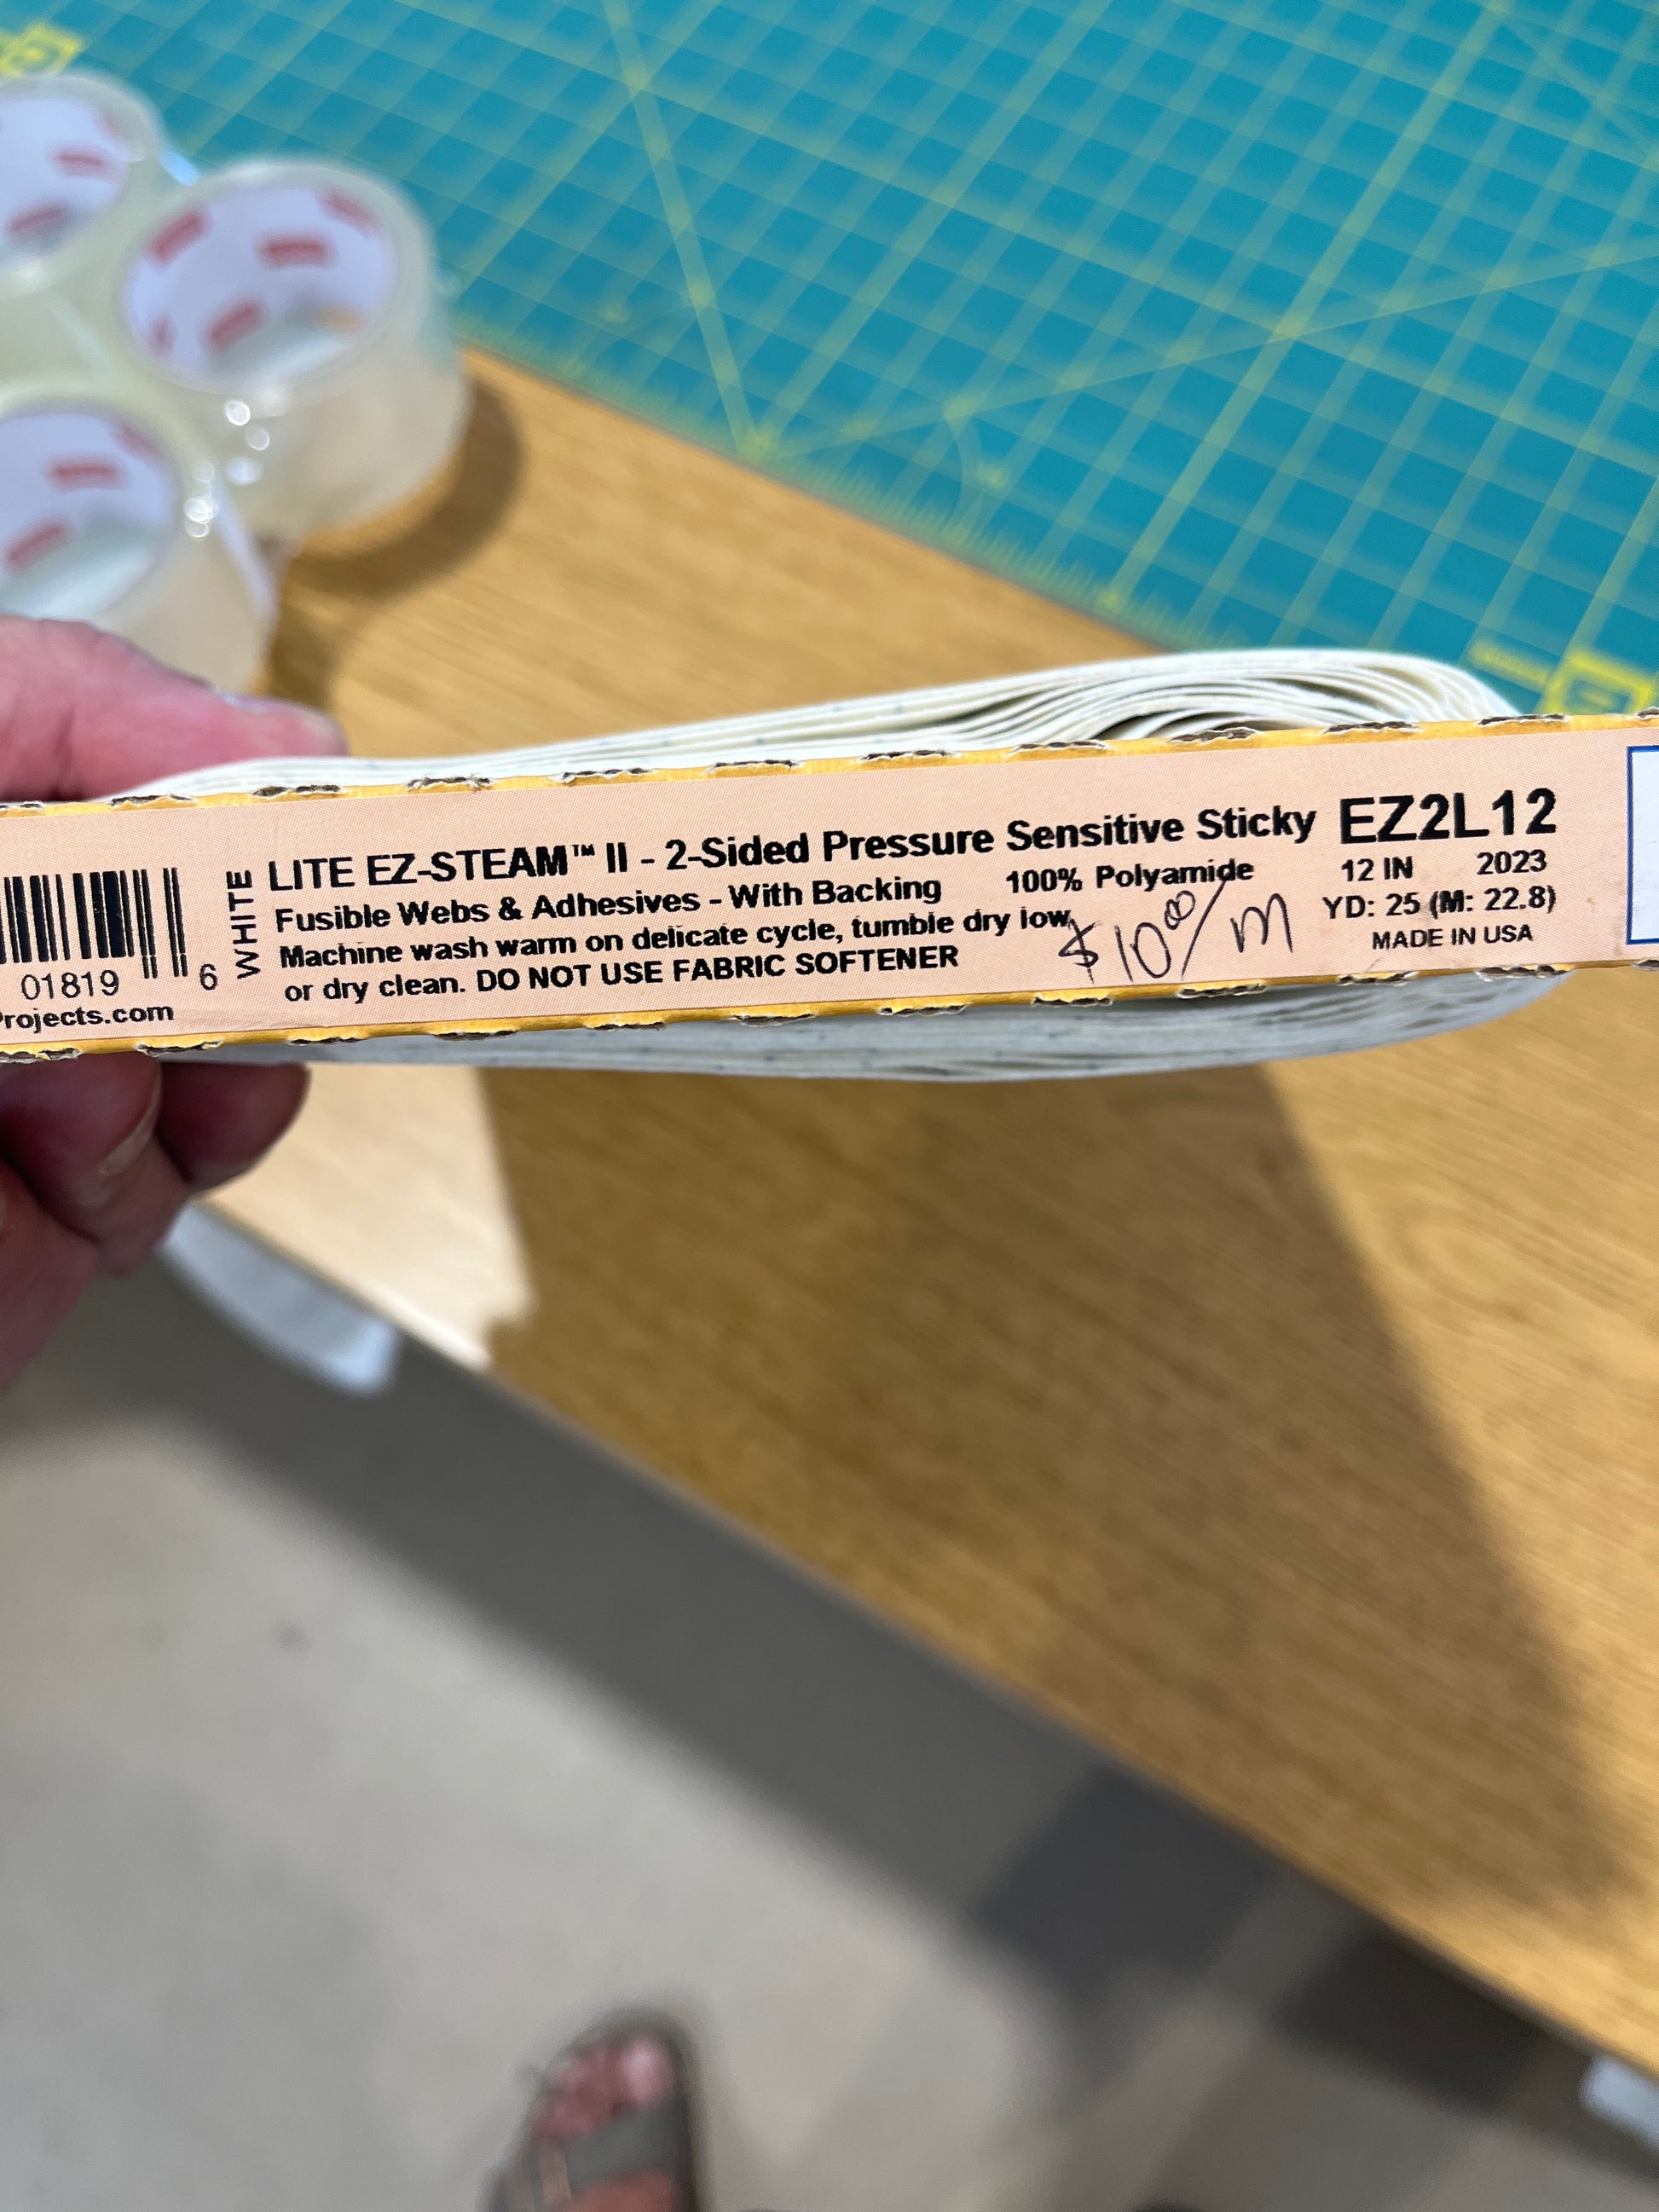 LITE EZ-STEAM™ II - 2-Sided Pressure Sensitive Sticky EZ2L12
Fusible Webs & Adhesives - With Backing 100% Polyamide 12 IN 2023
Machine wash warm on delicate cycle, tumble dry low, YD: 25 (M: 22.8)
or dry clean. DO NOT USE FABRIC SOFTENER MADE IN USA
$10.00/m
WHITE
01819 6
Projects.com